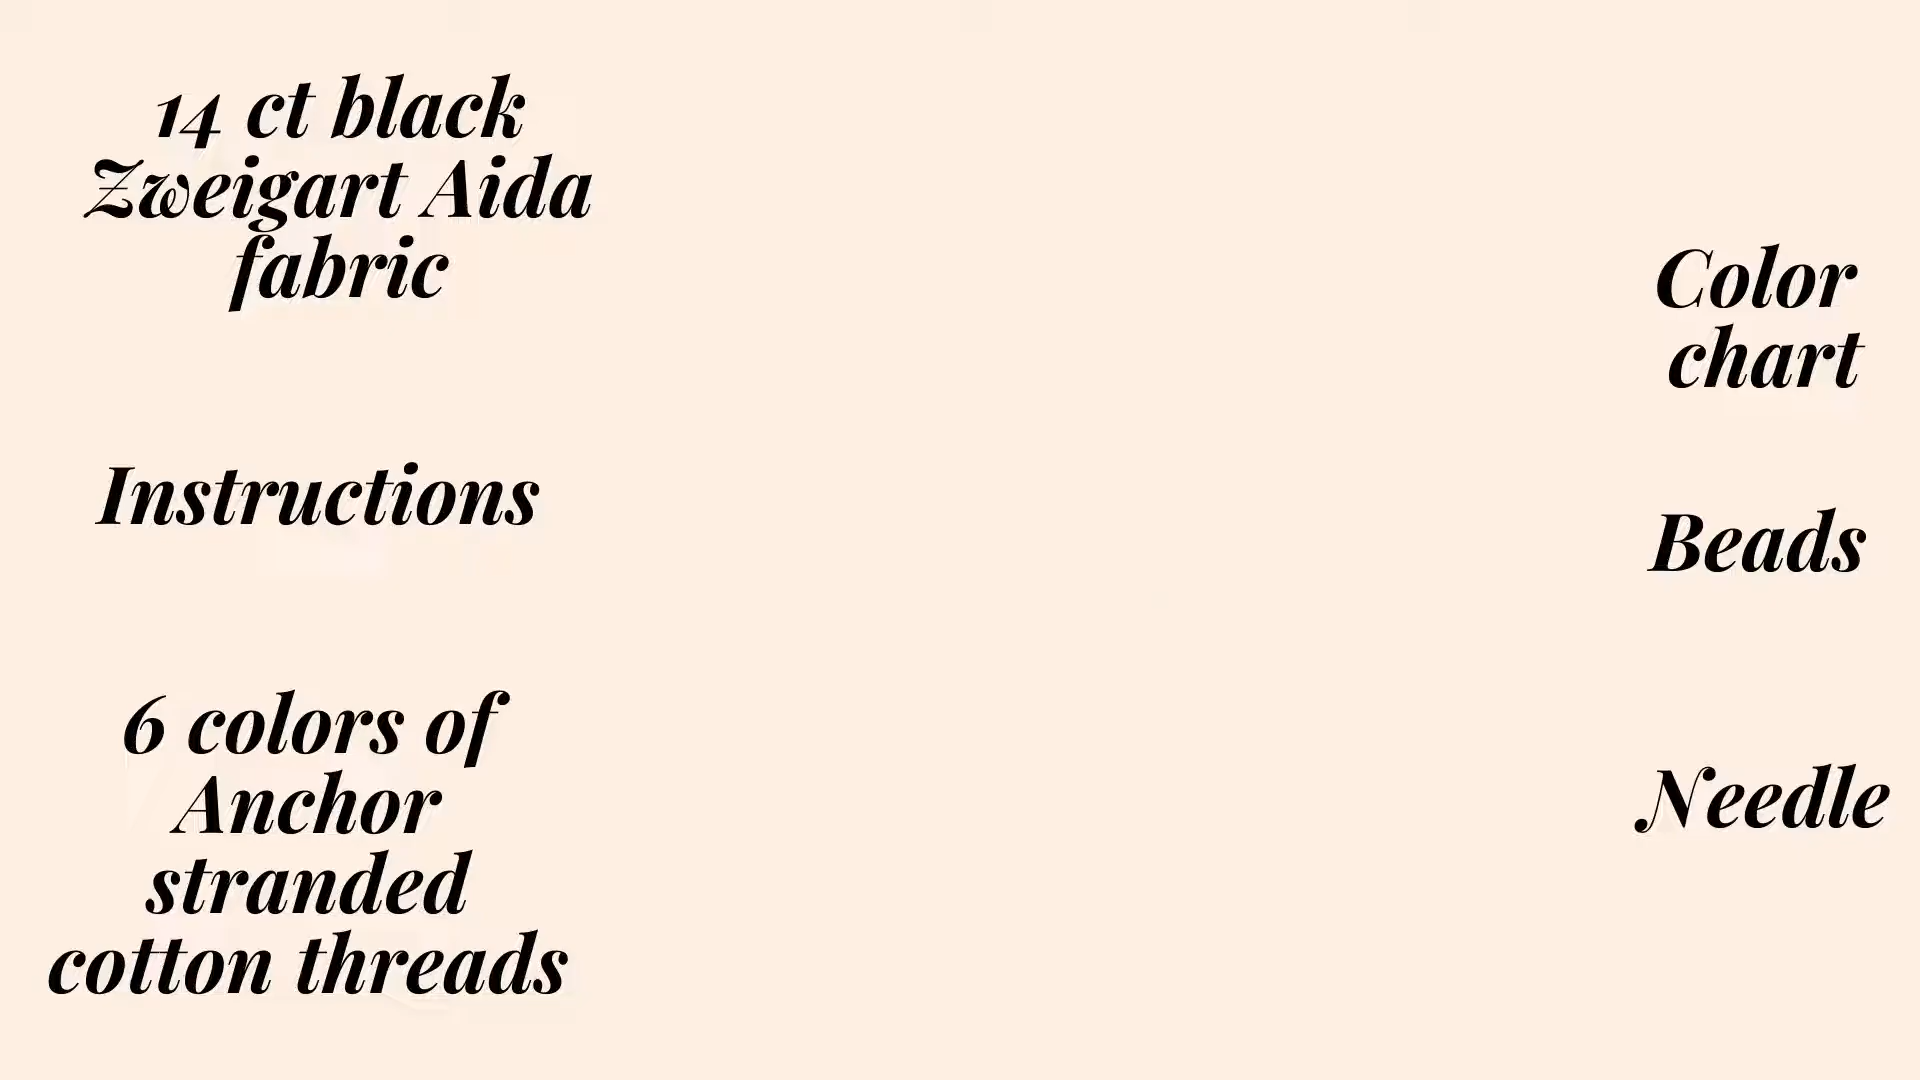 14 ct black
Zweigart Aida
fabric
Instructions
6 colors of
Anchor
stranded
cotton threads
Color
chart
Beads
Needle